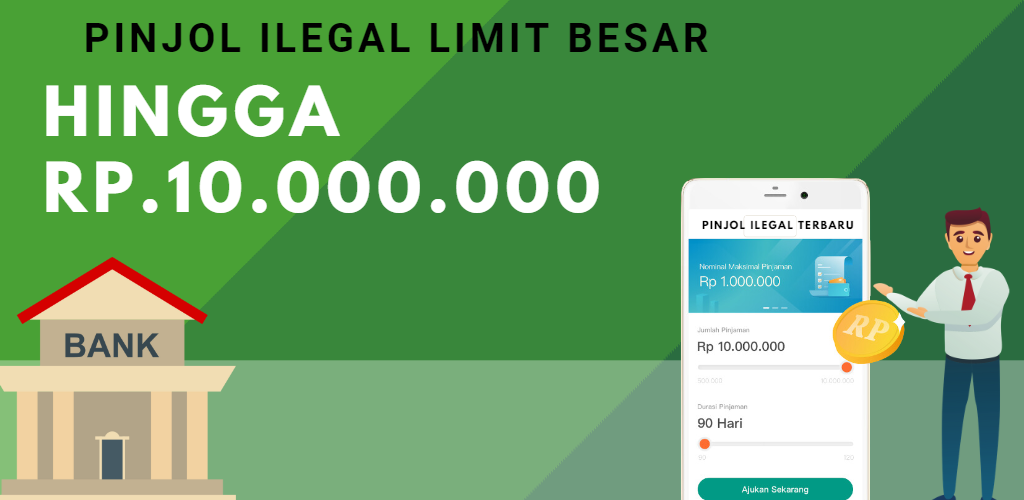 PINJOL ILEGAL LIMIT BESAR
HINGGA
RP.10.000.000
BANK
PINJOL ILEGAL TERBARU
Nominal Maksimal Pinjaman
Rp 1.000.000
Jumlah Pinjaman
Rp 10.000.000
500.000 10.000.000
Durasi Pinjaman
90 Hari
90 120
Ajukan Sekarang
RP